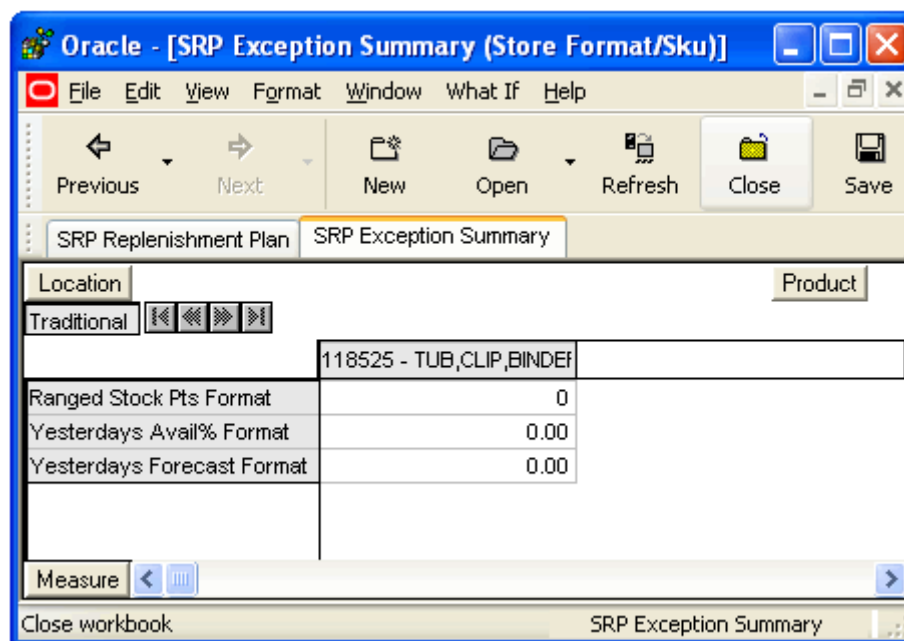 Oracle - [SRP Exception Summary (Store Format/Sku)]
File Edit View Format Window What If Help
Previous Next New Open Refresh Close Save
SRP Replenishment Plan SRP Exception Summary
Location Product
Traditional
118525 - TUB,CLIP,BINDER
Ranged Stock Pts Format 0
Yesterdays Avail% Format 0.00
Yesterdays Forecast Format 0.00
Measure
Close workbook SRP Exception Summary